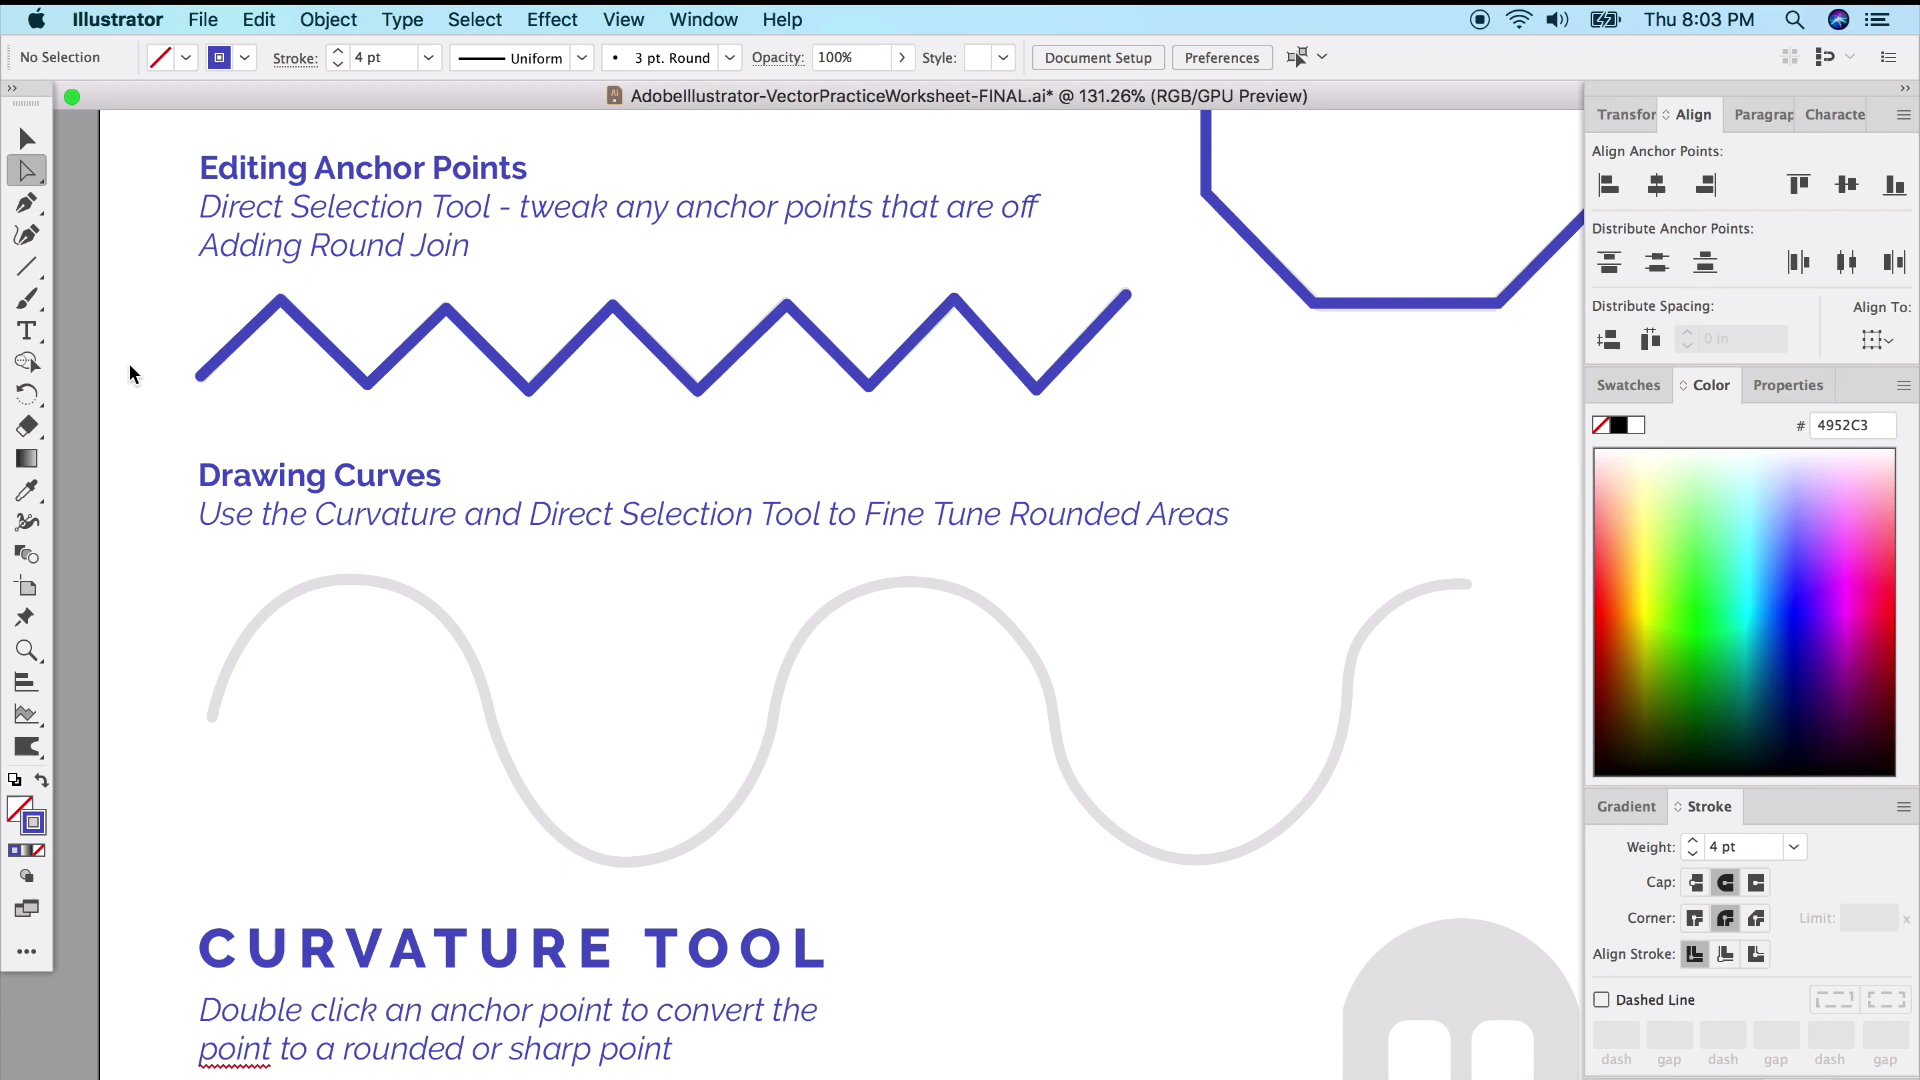 Illustrator File Edit Object Type Select Effect View Window Help Thu 8:03 PM
No Selection Stroke: 4 pt Uniform • 3 pt. Round Opacity: 100% Style: Document Setup Preferences
AdobeIllustrator-VectorPracticeWorksheet-FINAL.ai* @ 131.26% (RGB/GPU Preview)
Transfor Align Paragrap Characte
Align Anchor Points:
Distribute Anchor Points:
Distribute Spacing: Align To:
0 in
Swatches Color Properties
# 4952C3
Gradient Stroke
Weight: 4 pt
Cap:
Corner: Limit: x
Align Stroke:
Dashed Line
dash gap dash gap dash gap
Editing Anchor Points
Direct Selection Tool - tweak any anchor points that are off
Adding Round Join
Drawing Curves
Use the Curvature and Direct Selection Tool to Fine Tune Rounded Areas
CURVATURE TOOL
Double click an anchor point to convert the
point to a rounded or sharp point